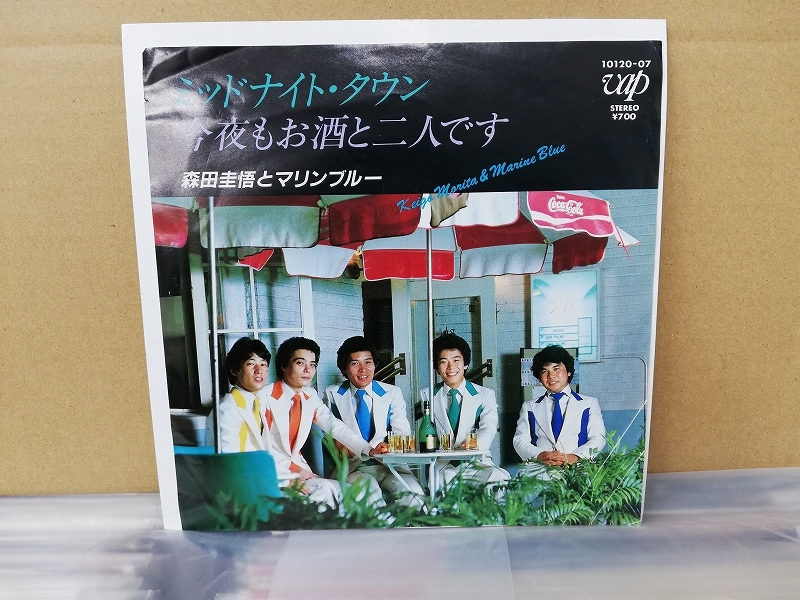 ミッドナイト・タウン
今夜もお酒と二人です
森田圭悟とマリンブルー
Keigo Morita & Marine Blue
10120-07
vap
STEREO
¥700
Coca-Cola